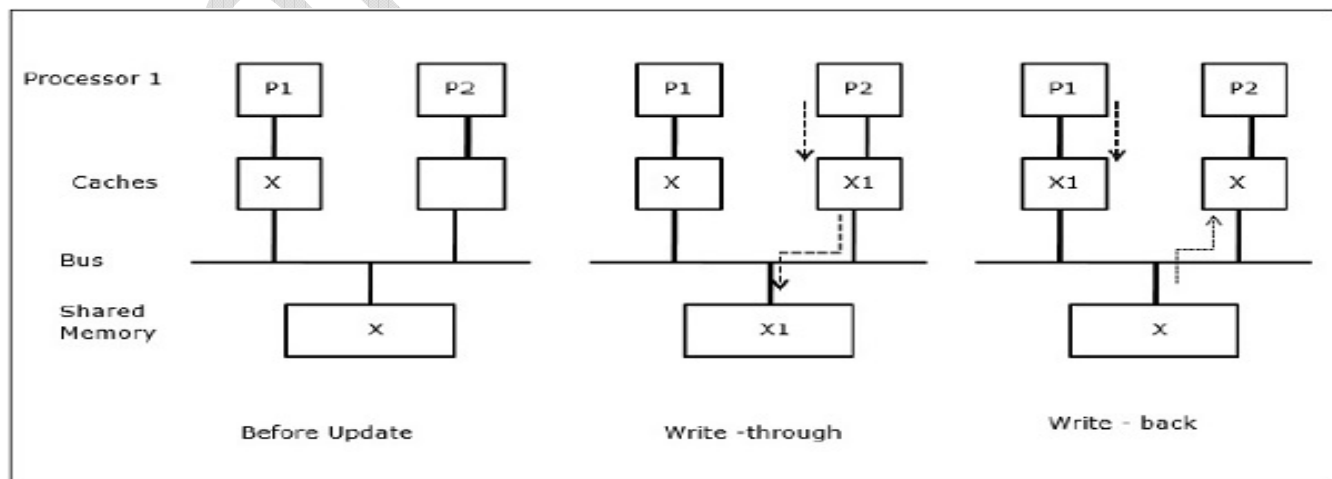 Processor 1 P1 P2 P1 P2 P1 P2
Caches X X X1 X1 X
Bus
Shared
Memory X X1 X
Before Update Write -through Write - back